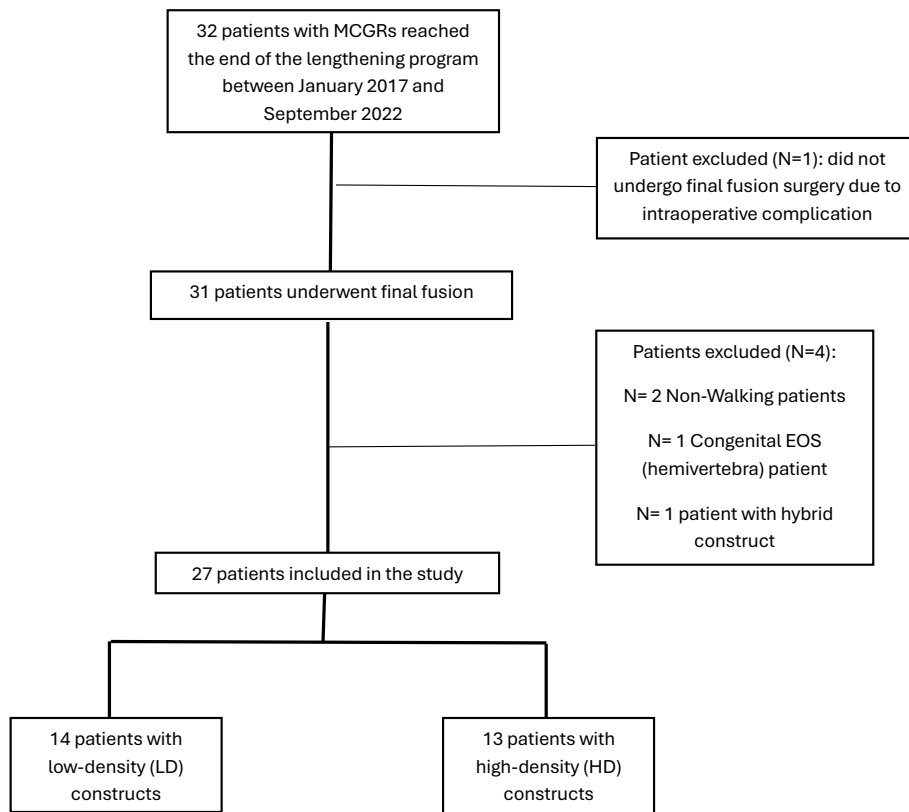 32 patients with MCGRs reached
the end of the lengthening program
between January 2017 and
September 2022
Patient excluded (N=1): did not
undergo final fusion surgery due to
intraoperative complication
31 patients underwent final fusion
Patients excluded (N=4):
N= 2 Non-Walking patients
N= 1 Congenital EOS
(hemivertebra) patient
N= 1 patient with hybrid
construct
27 patients included in the study
14 patients with
low-density (LD)
constructs
13 patients with
high-density (HD)
constructs